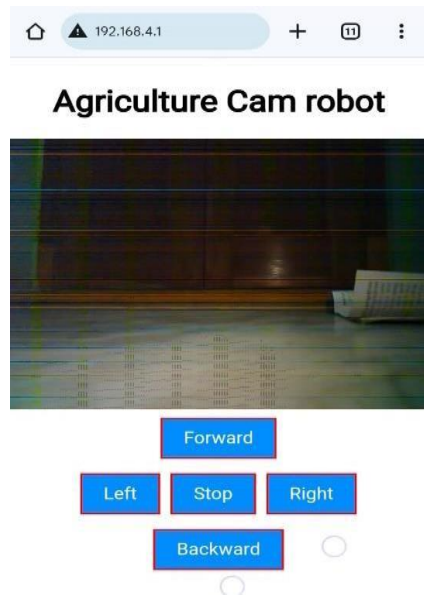 192.168.4.1
11
Agriculture Cam robot
Forward
Left Stop Right
Backward